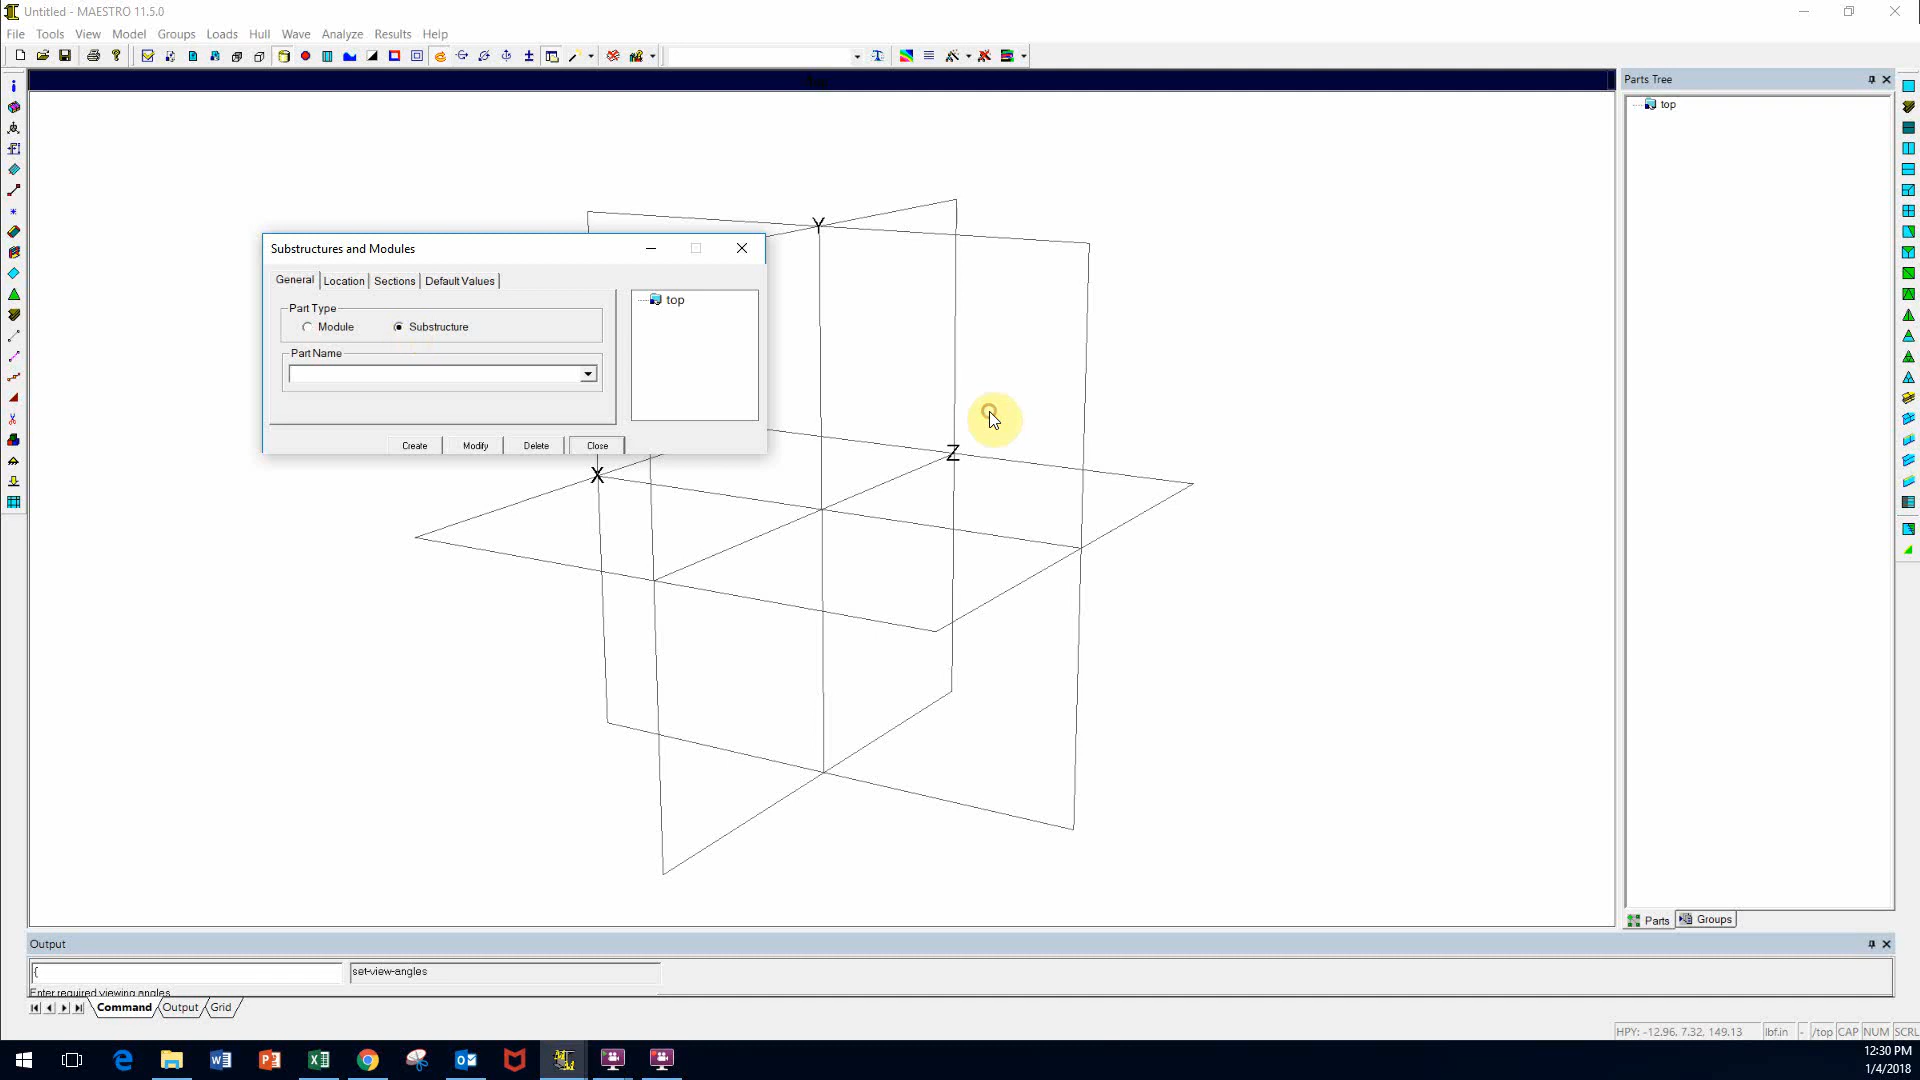 Untitled - MAESTRO 11.5.0
File Tools View Model Groups Loads Hull Wave Analyze Results Help
Parts Tree
top
Y
Substructures and Modules
General Location Sections Default Values
Part Type
Module Substructure
Part Name
top
Create Modify Delete Close
Z
X
Parts Groups
Output
{ set-view-angles
Enter required viewing angles
Command Output Grid
HPY: -12.96, 7.32, 149.13 lbf.in - /top CAP NUM SCRL
12:30 PM
1/4/2018